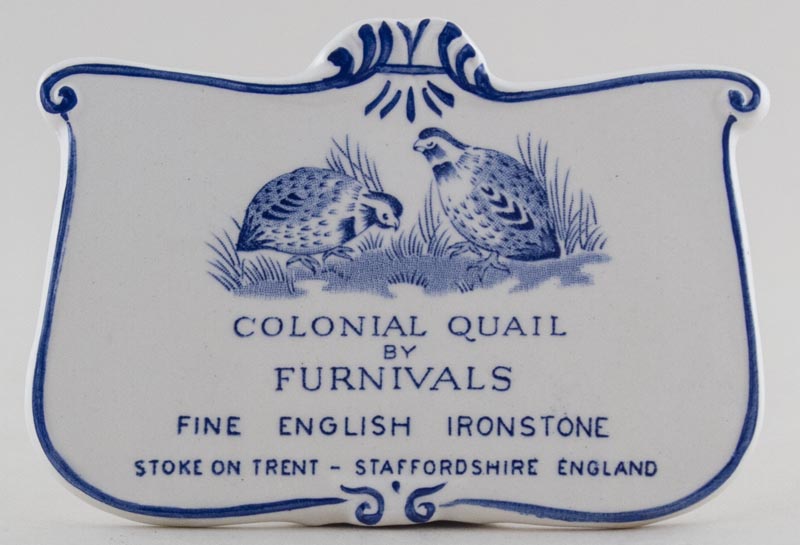 COLONIAL QUAIL
BY
FURNIVALS
FINE ENGLISH IRONSTONE
STOKE ON TRENT - STAFFORDSHIRE ENGLAND